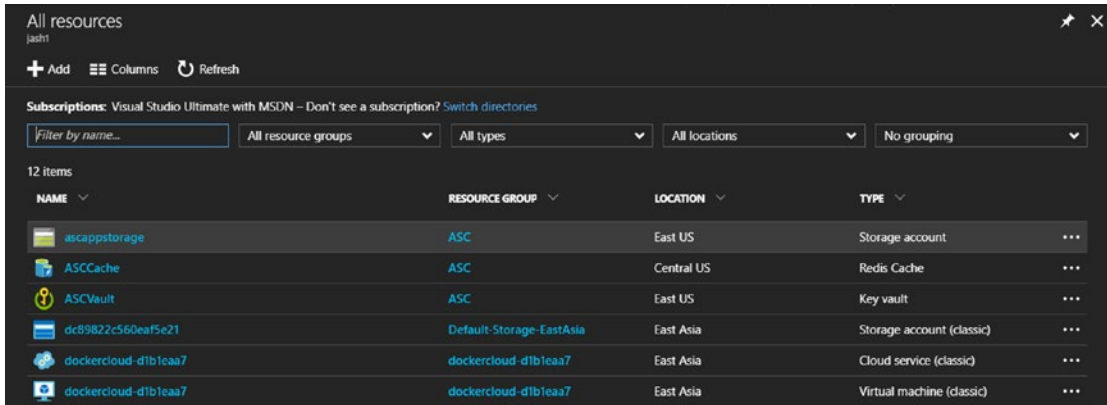 All resources
jash1
Add Columns Refresh
Subscriptions: Visual Studio Ultimate with MSDN – Don't see a subscription? Switch directories
Filter by name... All resource groups All types All locations No grouping
12 items
NAME RESOURCE GROUP LOCATION TYPE
ascappstorage ASC East US Storage account
ASCCache ASC Central US Redis Cache
ASCVault ASC East US Key vault
dc89822c560eaf5e21 Default-Storage-EastAsia East Asia Storage account (classic)
dockercloud-d1b1eaa7 dockercloud-d1b1eaa7 East Asia Cloud service (classic)
dockercloud-d1b1eaa7 dockercloud-d1b1eaa7 East Asia Virtual machine (classic)